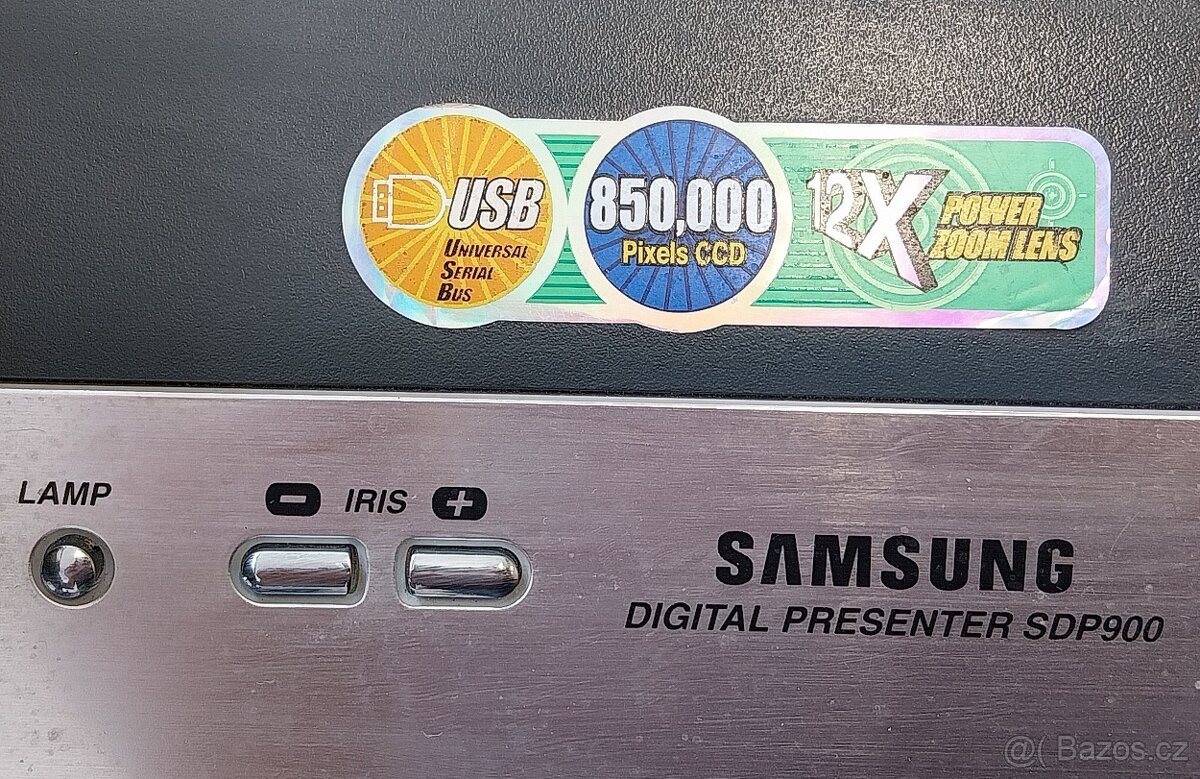 USB
UNIVERSAL
SERIAL
BUS
850,000
Pixels CCD
12X
POWER
ZOOM LENS
LAMP
- IRIS +
SAMSUNG
DIGITAL PRESENTER SDP900
@( Bazos.cz